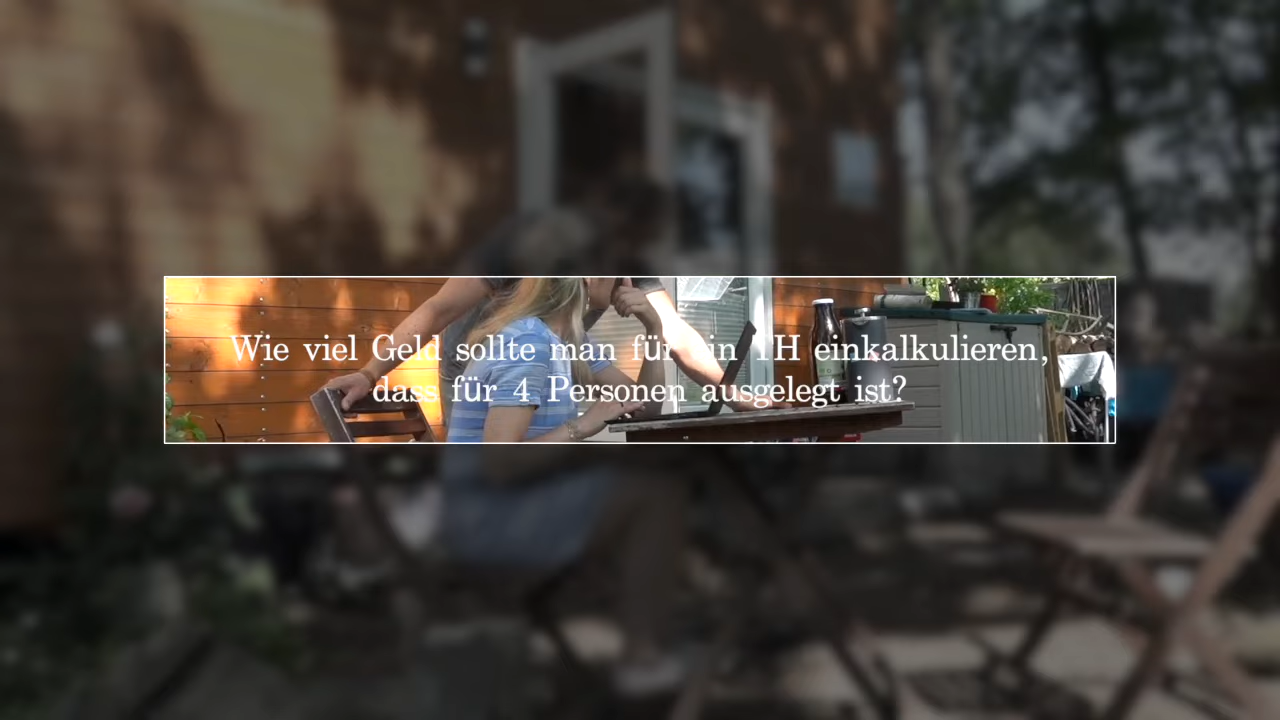 Wie viel Geld sollte man für ein TH einkalkulieren,
dass für 4 Personen ausgelegt ist?